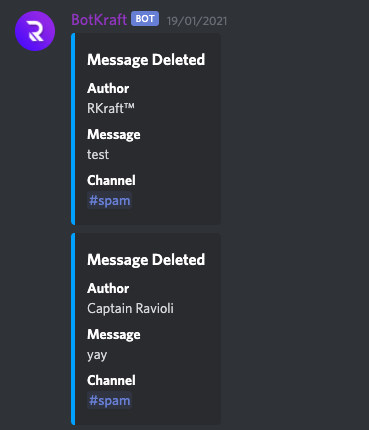 BotKraft BOT 19/01/2021
Message Deleted
Author
RKraft™
Message
test
Channel
#spam
Message Deleted
Author
Captain Ravioli
Message
yay
Channel
#spam